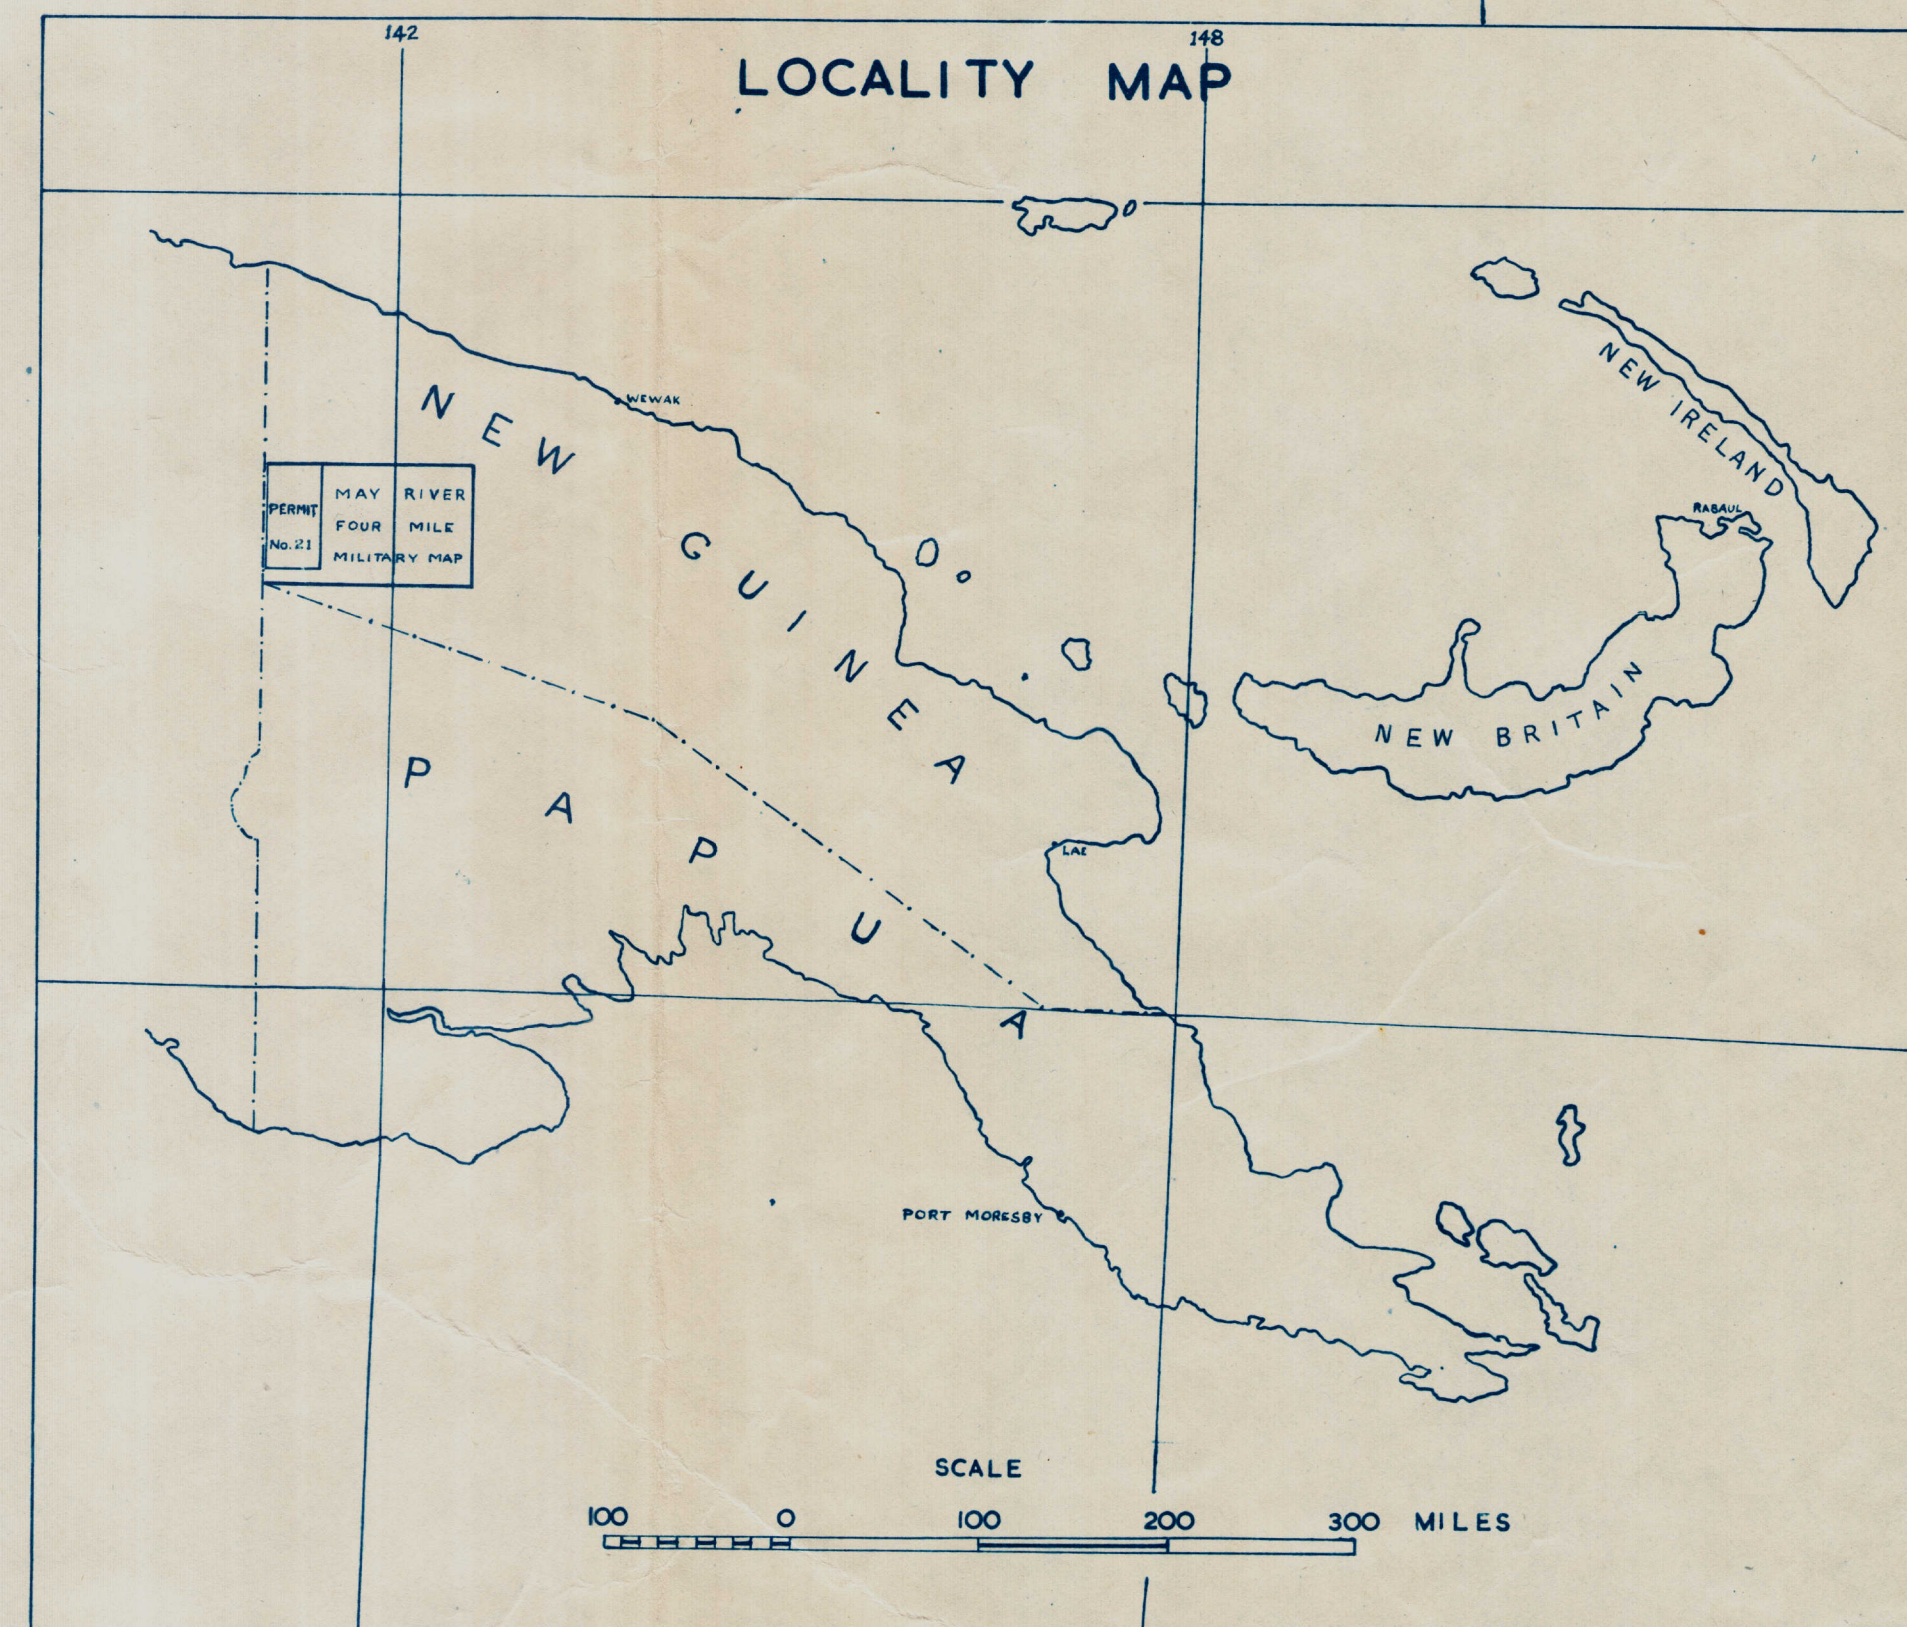 142
148
LOCALITY MAP
WEWAK
NEW GUINEA
PERMIT
No. 21
MAY RIVER
FOUR MILE
MILITARY MAP
NEW IRELAND
RABAUL
NEW BRITAIN
PAPUA
LAE
PORT MORESBY
SCALE
100 0 100 200 300 MILES